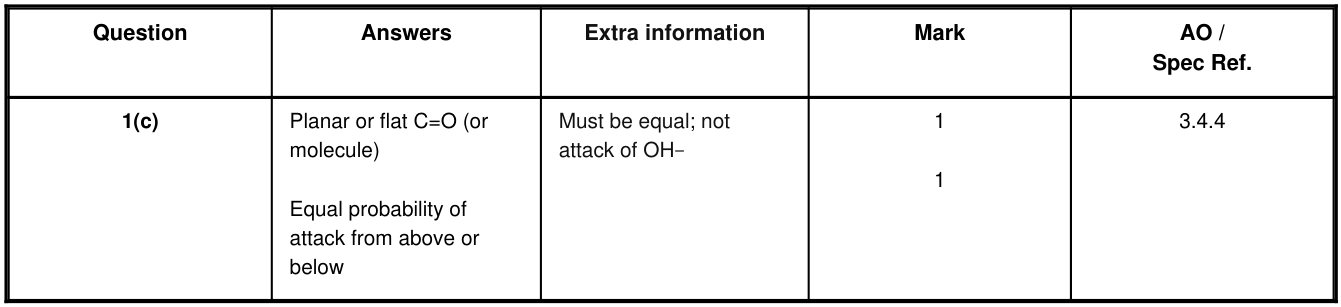 Question Answers Extra information Mark AO /
Spec Ref.
1(c) Planar or flat C=O (or Must be equal; not 1 3.4.4
molecule) attack of OH–
1
Equal probability of
attack from above or
below